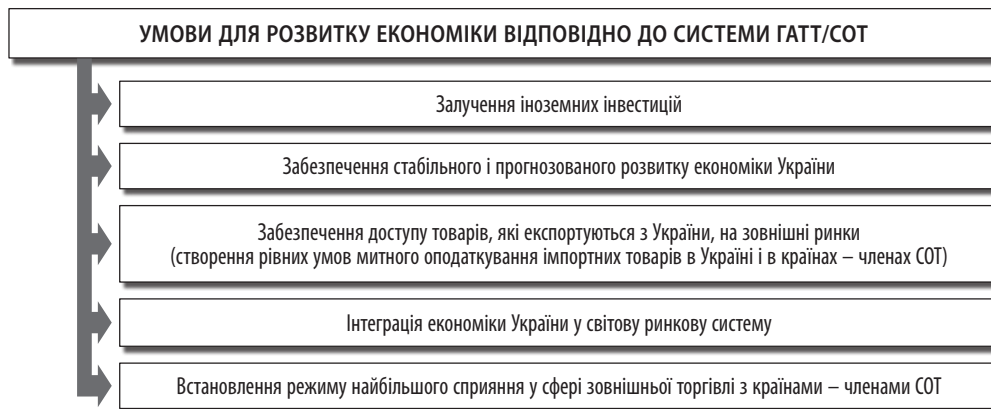 УМОВИ ДЛЯ РОЗВИТКУ ЕКОНОМІКИ ВІДПОВІДНО ДО СИСТЕМИ ГАТТ/СОТ
Залучення іноземних інвестицій
Забезпечення стабільного і прогнозованого розвитку економіки України
Забезпечення доступу товарів, які експортуються з України, на зовнішні ринки
(створення рівних умов митного оподаткування імпортних товарів в Україні і в країнах – членах СОТ)
Інтеграція економіки України у світову ринкову систему
Встановлення режиму найбільшого сприяння у сфері зовнішньої торгівлі з країнами – членами СОТ